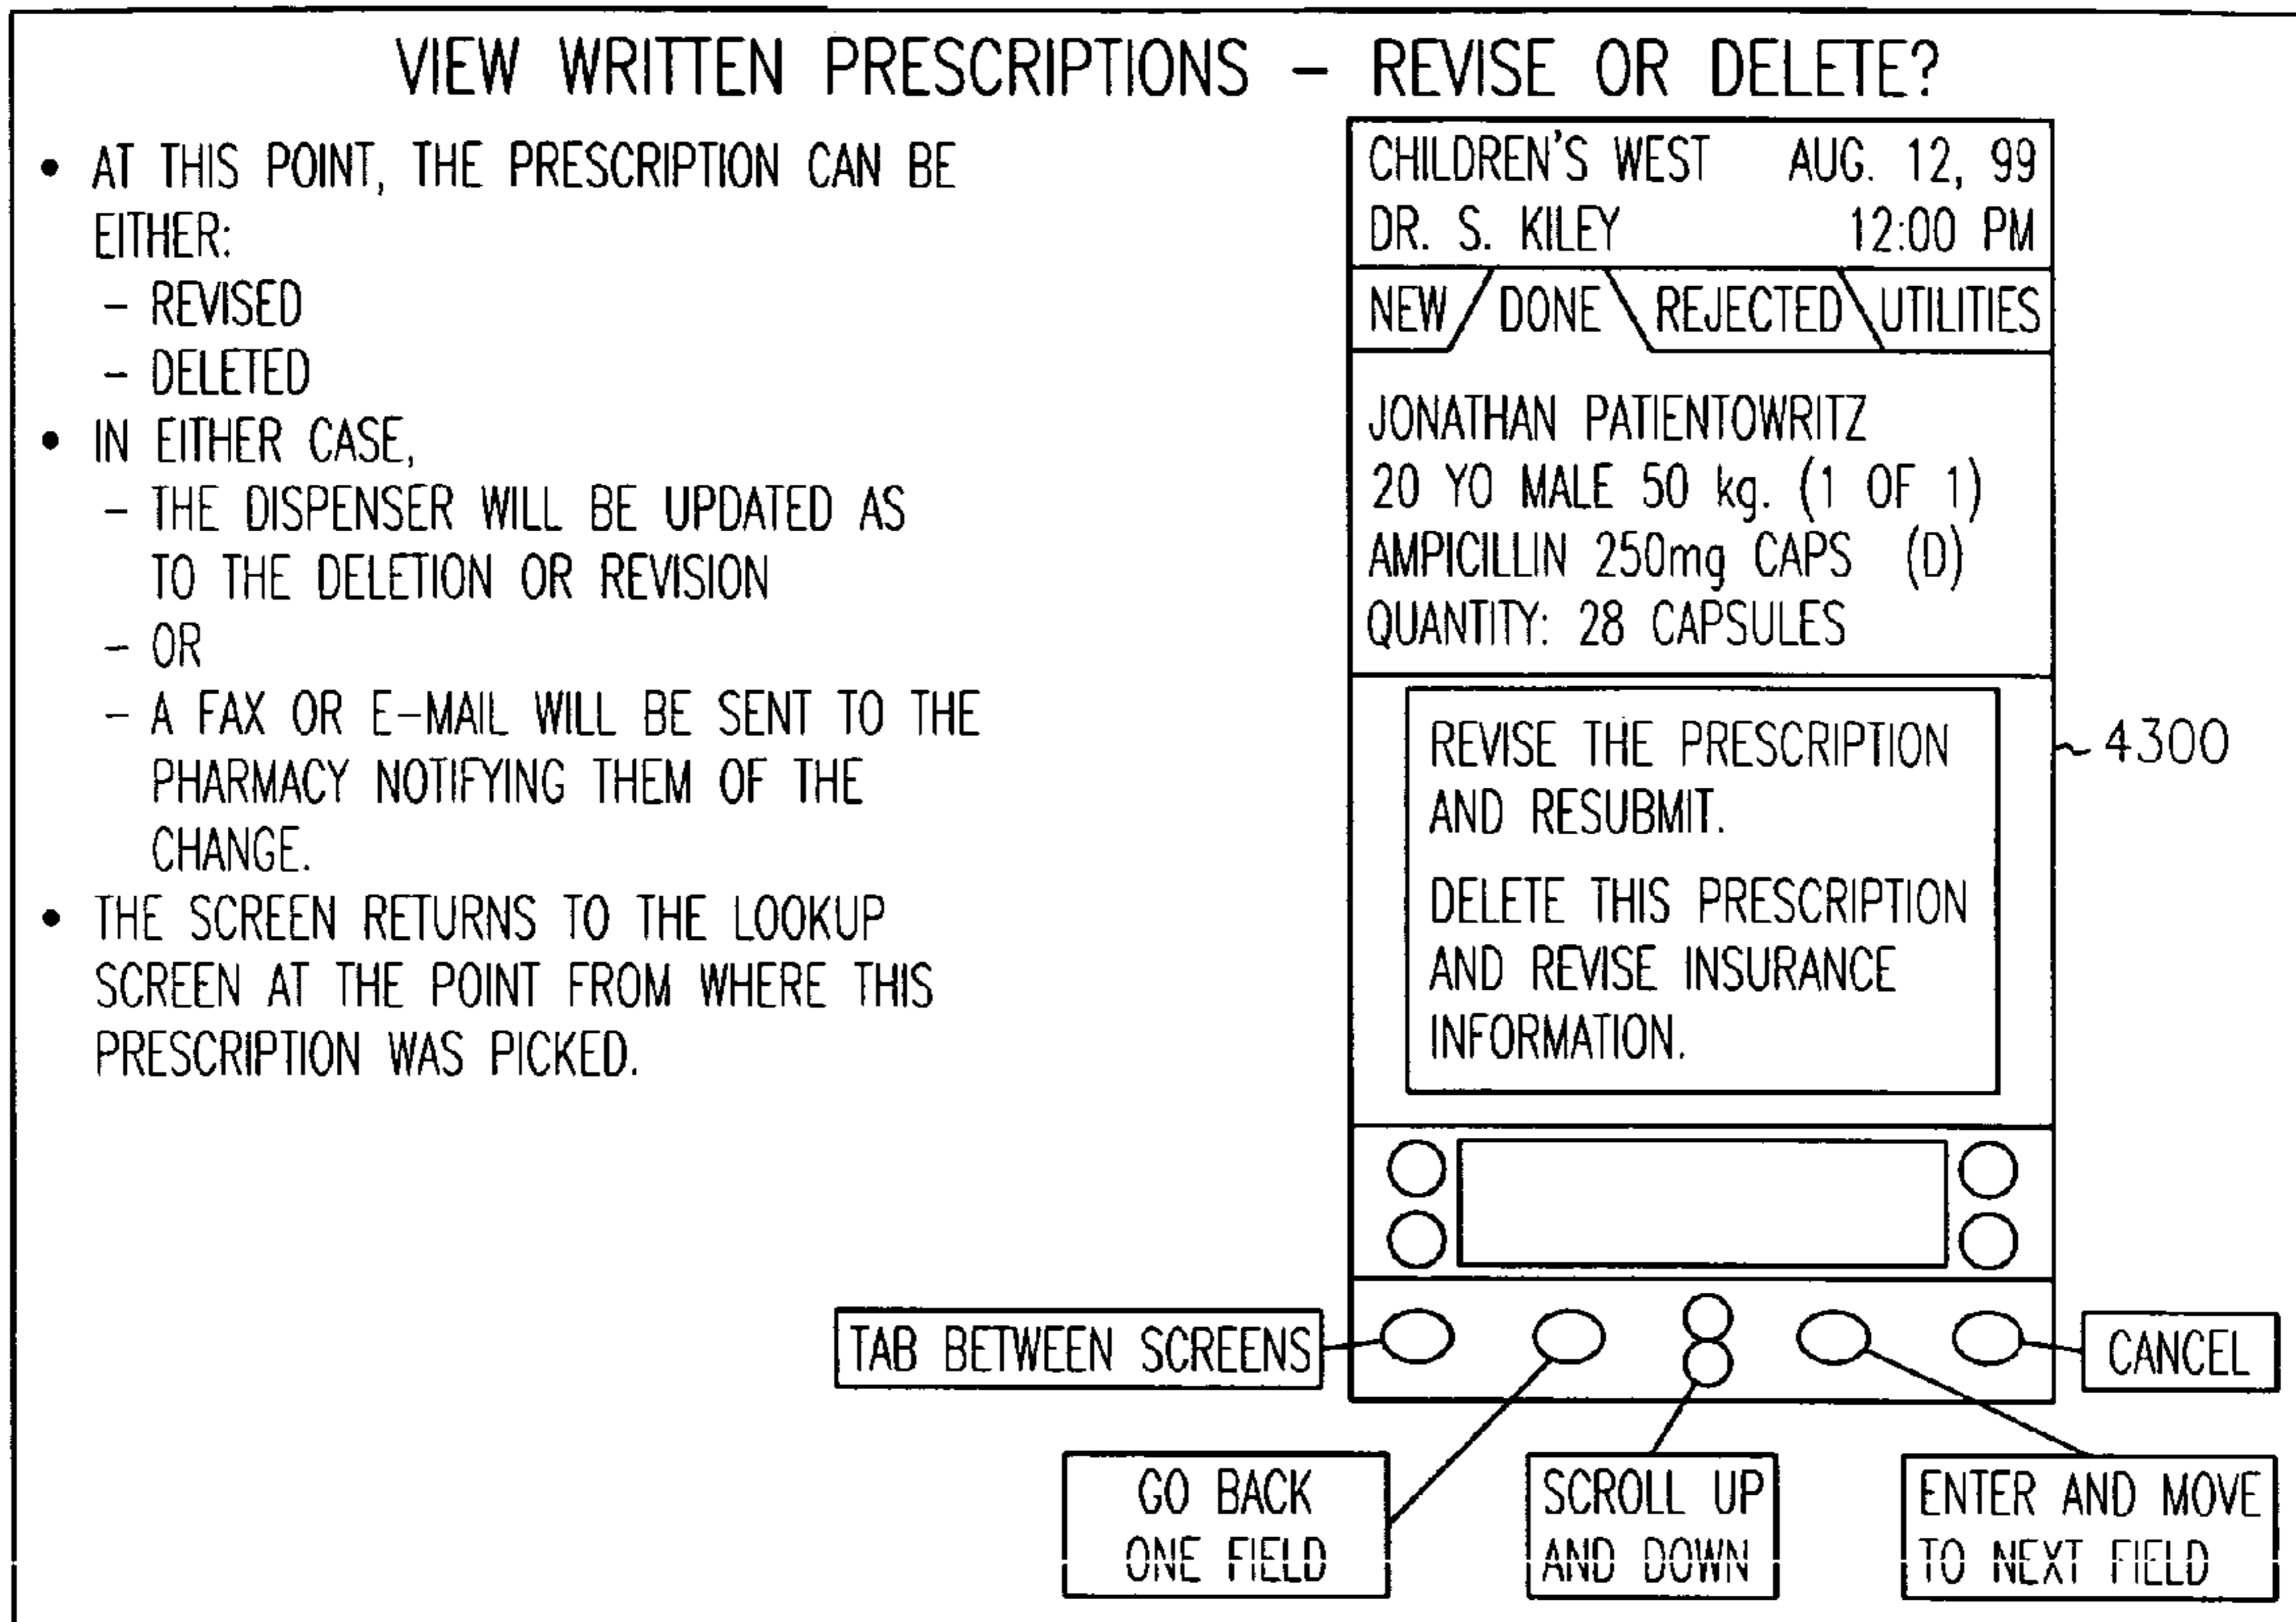 VIEW WRITTEN PRESCRIPTIONS – REVISE OR DELETE?
• AT THIS POINT, THE PRESCRIPTION CAN BE
EITHER:
– REVISED
– DELETED
• IN EITHER CASE,
– THE DISPENSER WILL BE UPDATED AS
TO THE DELETION OR REVISION
– OR
– A FAX OR E–MAIL WILL BE SENT TO THE
PHARMACY NOTIFYING THEM OF THE
CHANGE.
• THE SCREEN RETURNS TO THE LOOKUP
SCREEN AT THE POINT FROM WHERE THIS
PRESCRIPTION WAS PICKED.
CHILDREN'S WEST AUG. 12, 99
DR. S. KILEY 12:00 PM
NEW DONE REJECTED UTILITIES
JONATHAN PATIENTOWRITZ
20 YO MALE 50 kg. (1 OF 1)
AMPICILLIN 250mg CAPS (D)
QUANTITY: 28 CAPSULES
REVISE THE PRESCRIPTION
AND RESUBMIT.
DELETE THIS PRESCRIPTION
AND REVISE INSURANCE
INFORMATION.
4300
TAB BETWEEN SCREENS
CANCEL
GO BACK
ONE FIELD
SCROLL UP
AND DOWN
ENTER AND MOVE
TO NEXT FIELD